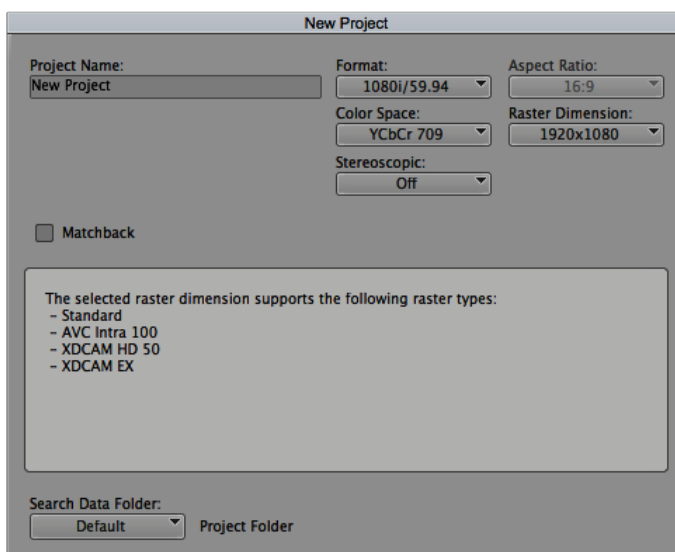 New Project
Project Name:
New Project
Format:
1080i/59.94
Aspect Ratio:
16:9
Color Space:
YCbCr 709
Raster Dimension:
1920x1080
Stereoscopic:
Off
Matchback
The selected raster dimension supports the following raster types:
– Standard
– AVC Intra 100
– XDCAM HD 50
– XDCAM EX
Search Data Folder:
Default
Project Folder